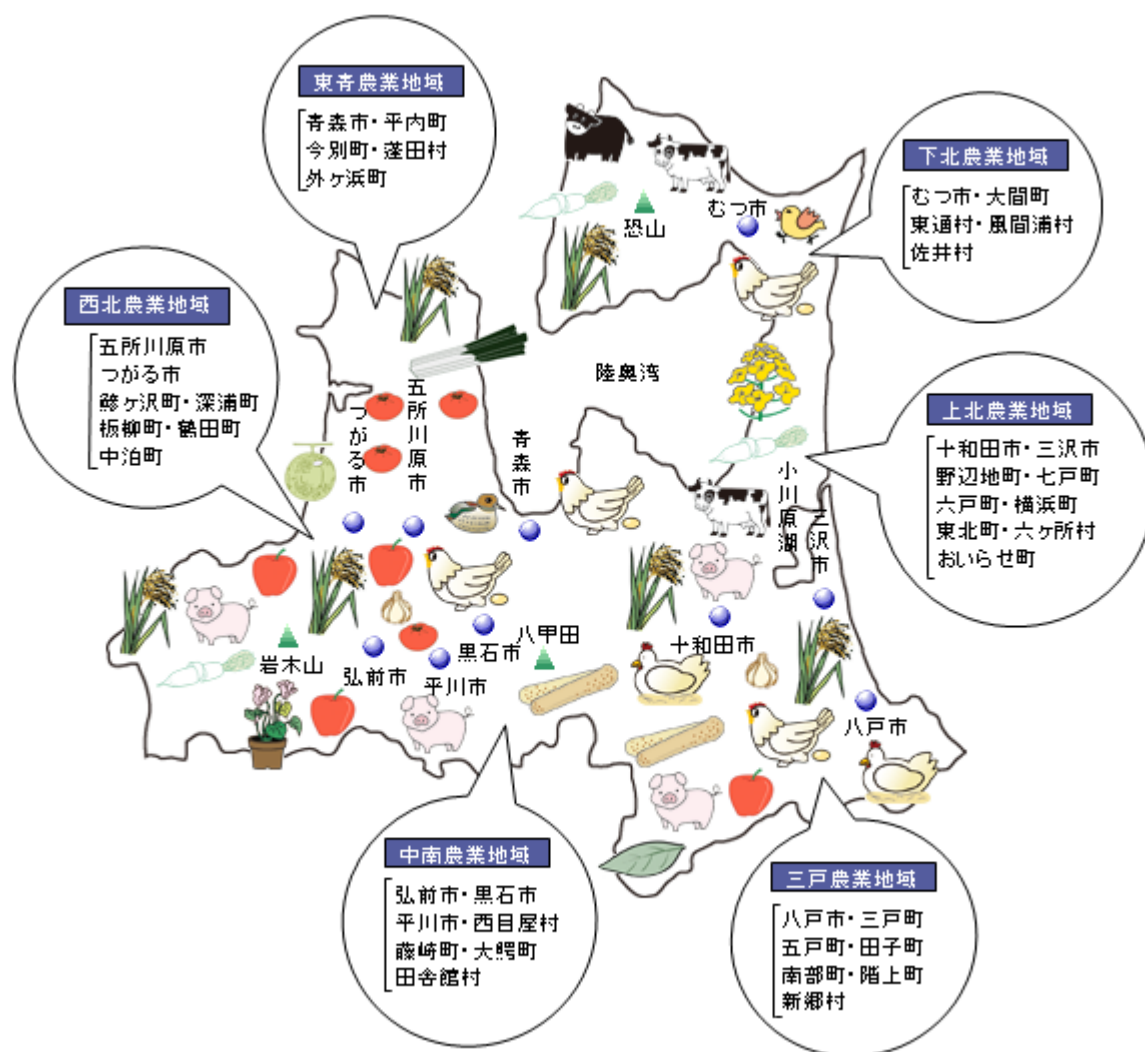 東青農業地域
青森市・平内町
今別町・蓬田村
外ヶ浜町
下北農業地域
むつ市・大間町
東通村・風間浦村
佐井村
西北農業地域
五所川原市
つがる市
鯵ヶ沢町・深浦町
板柳町・鶴田町
中泊町
上北農業地域
十和田市・三沢市
野辺地町・七戸町
六戸町・横浜町
東北町・六ヶ所村
おいらせ町
中南農業地域
弘前市・黒石市
平川市・西目屋村
藤崎町・大鰐町
田舎館村
三戸農業地域
八戸市・三戸町
五戸町・田子町
南部町・階上町
新郷村
恐山
むつ市
陸奥湾
つがる市
五所川原市
青森市
小川原湖
三沢市
岩木山
弘前市
平川市
黒石市
八甲田
十和田市
八戸市